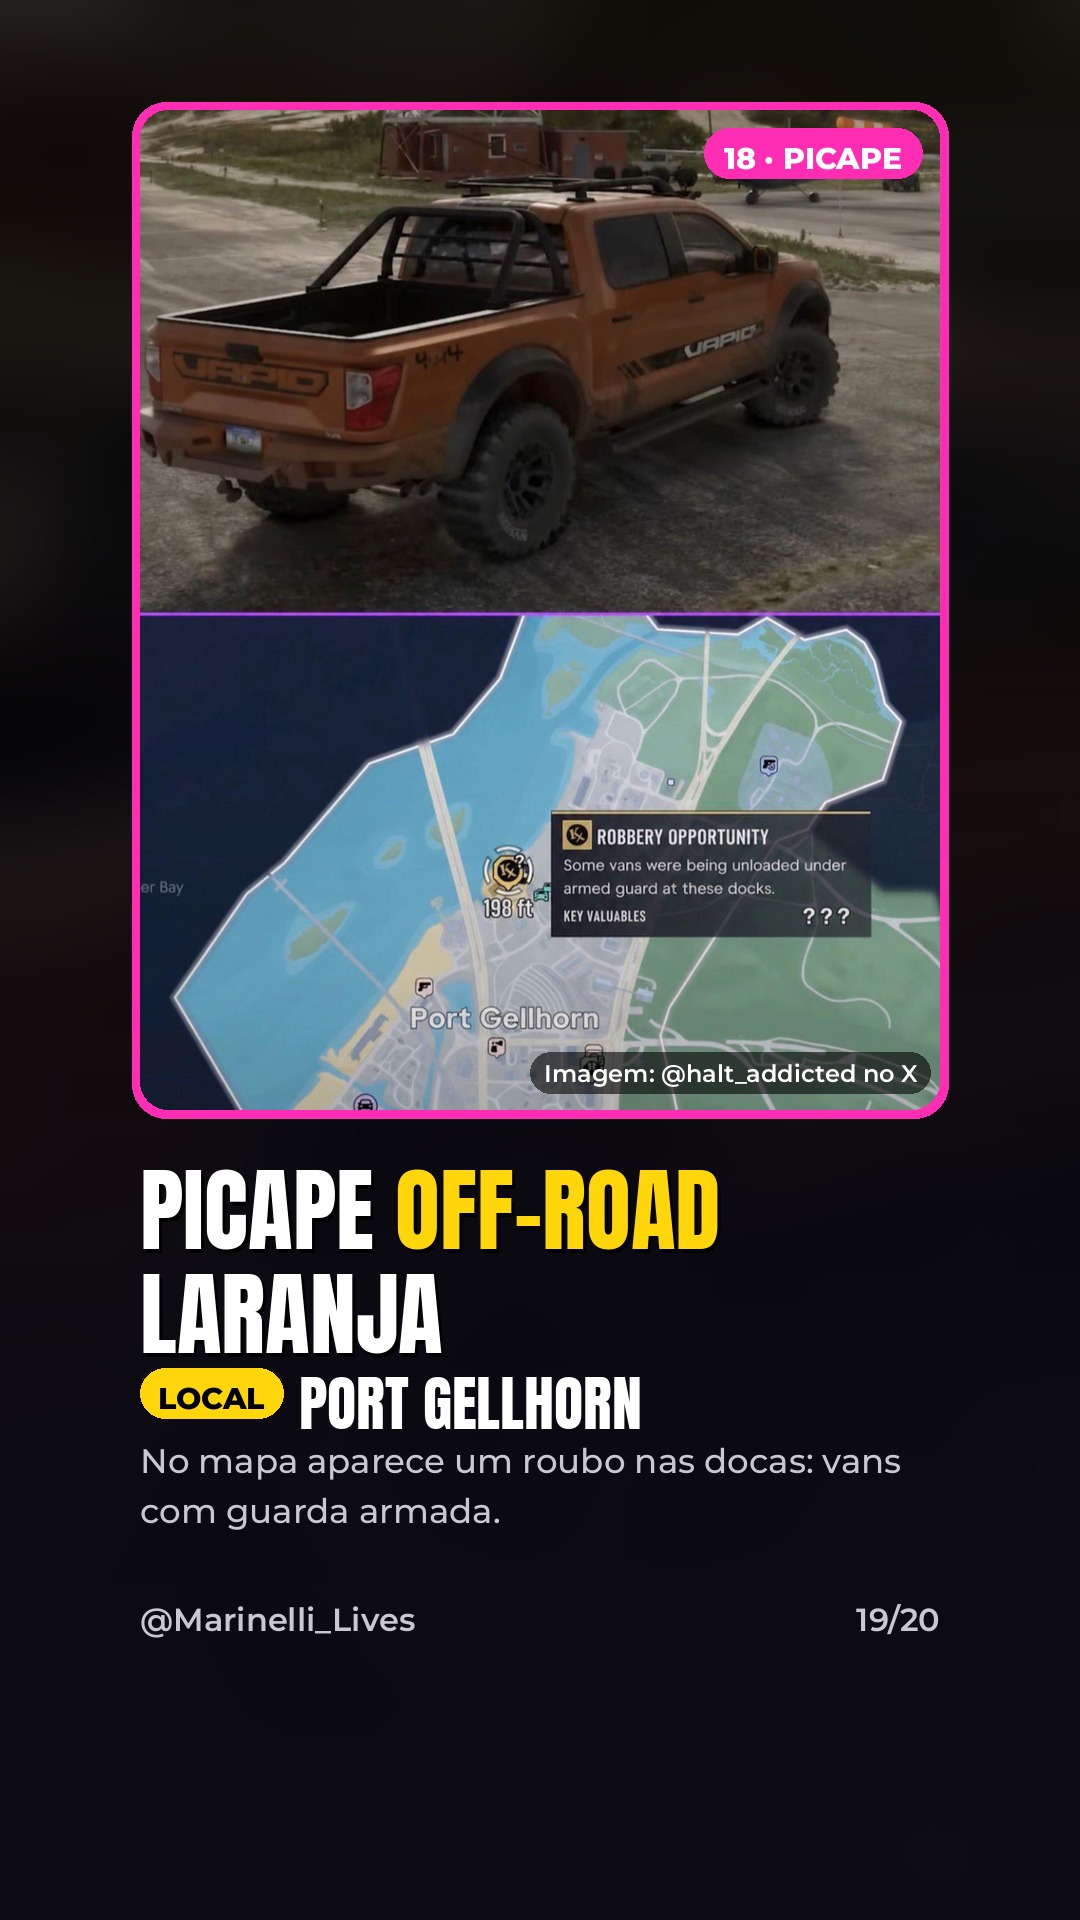 18 · PICAPE
VAPID
4x4
VAPID
ROBBERY OPPORTUNITY
Some vans were being unloaded under
armed guard at these docks.
KEY VALUABLES ???
198 ft
er Bay
Port Gellhorn
Imagem: @halt_addicted no X
PICAPE OFF-ROAD
LARANJA
LOCAL PORT GELLHORN
No mapa aparece um roubo nas docas: vans
com guarda armada.
@Marinelli_Lives 19/20